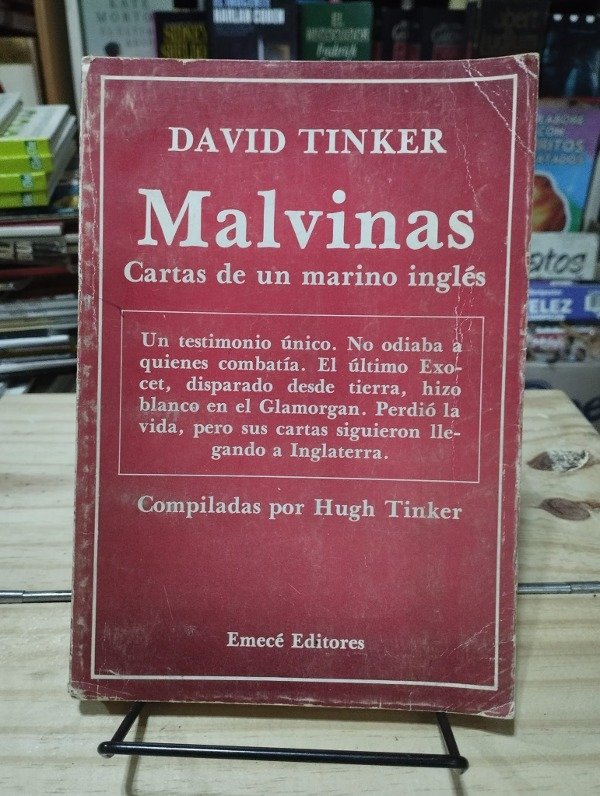 DAVID TINKER
Malvinas
Cartas de un marino inglés
Un testimonio único. No odiaba a
quienes combatía. El último Exo-
cet, disparado desde tierra, hizo
blanco en el Glamorgan. Perdió la
vida, pero sus cartas siguieron lle-
gando a Inglaterra.
Compiladas por Hugh Tinker
Emecé Editores